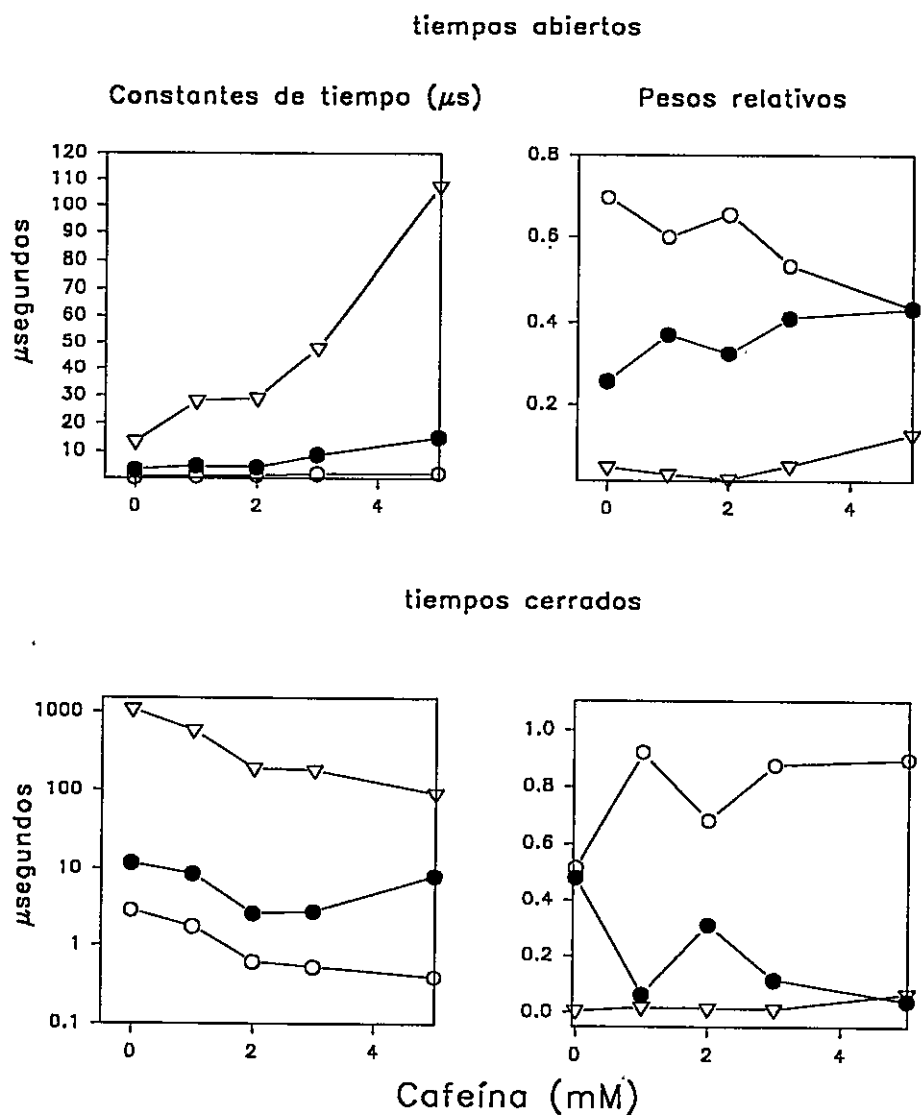 tiempos abiertos
Constantes de tiempo (μs)
Pesos relativos
μsegundos
120
110
100
90
80
70
60
50
40
30
20
10
0 2 4
0.8
0.6
0.4
0.2
0 2 4
tiempos cerrados
μsegundos
1000
100
10
1
0.1
0 2 4
1.0
0.8
0.6
0.4
0.2
0.0
0 2 4
Cafeína (mM)